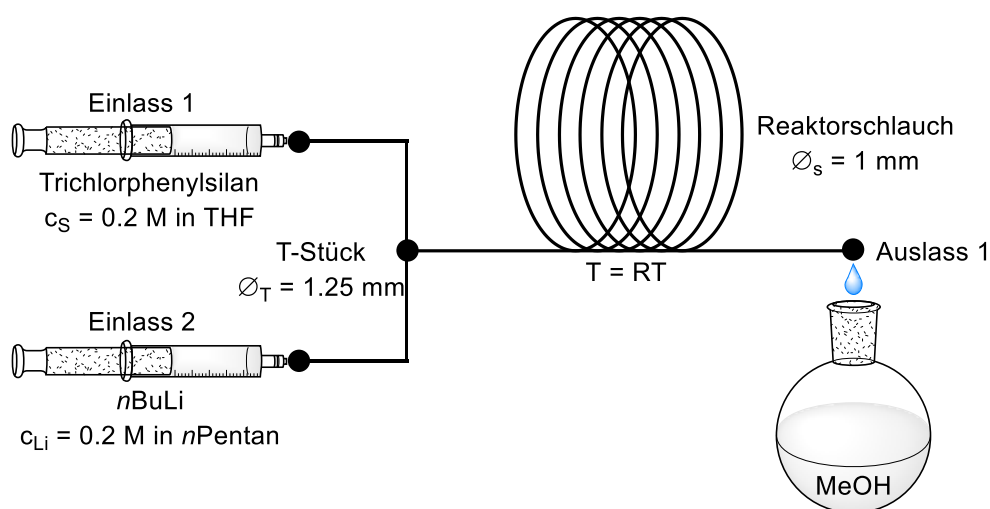 Einlass 1
Trichlorphenylsilan
c_S = 0.2 M in THF
T-Stück
∅_T = 1.25 mm
Einlass 2
nBuLi
c_Li = 0.2 M in nPentan
Reaktorschlauch
∅_s = 1 mm
T = RT
Auslass 1
MeOH